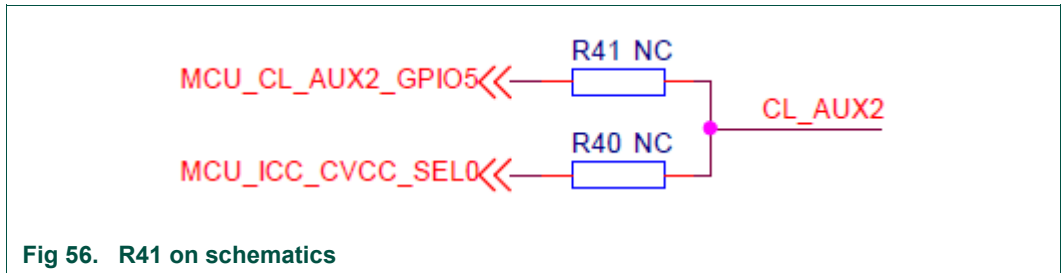 R41 NC
MCU_CL_AUX2_GPIO5
CL_AUX2
R40 NC
MCU_ICC_CVCC_SEL0
Fig 56. R41 on schematics